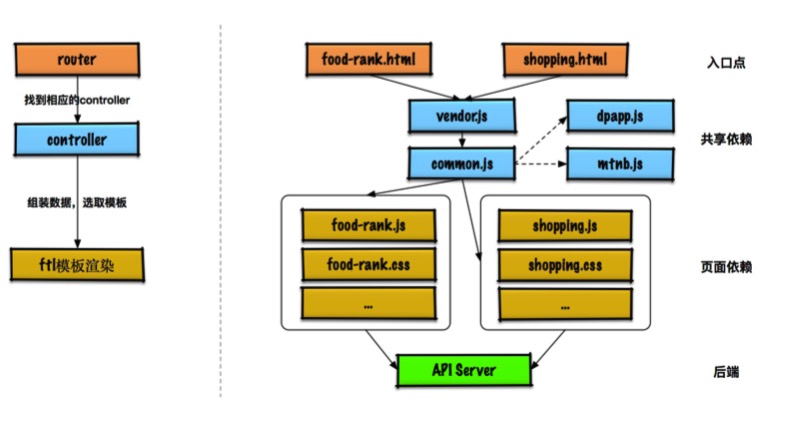 router
找到相应的controller
controller
组装数据，选取模板
ftl模板渲染
food-rank.html
shopping.html
入口点
vendor.js
dpapp.js
共享依赖
common.js
mtnb.js
food-rank.js
shopping.js
food-rank.css
shopping.css
页面依赖
...
...
API Server
后端